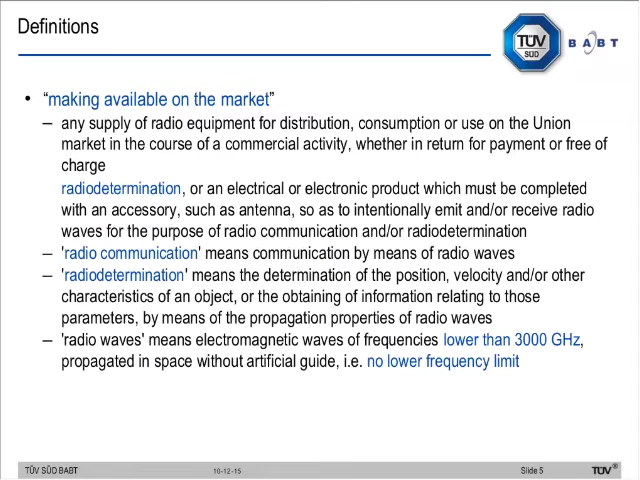 Definitions
TÜV
SÜD
BABT
• “making available on the market”
– any supply of radio equipment for distribution, consumption or use on the Union
market in the course of a commercial activity, whether in return for payment or free of
charge
radiodetermination, or an electrical or electronic product which must be completed
with an accessory, such as antenna, so as to intentionally emit and/or receive radio
waves for the purpose of radio communication and/or radiodetermination
– 'radio communication' means communication by means of radio waves
– 'radiodetermination' means the determination of the position, velocity and/or other
characteristics of an object, or the obtaining of information relating to those
parameters, by means of the propagation properties of radio waves
– 'radio waves' means electromagnetic waves of frequencies lower than 3000 GHz,
propagated in space without artificial guide, i.e. no lower frequency limit
TÜV SÜD BABT 10-12-15 Slide 5 TÜV®